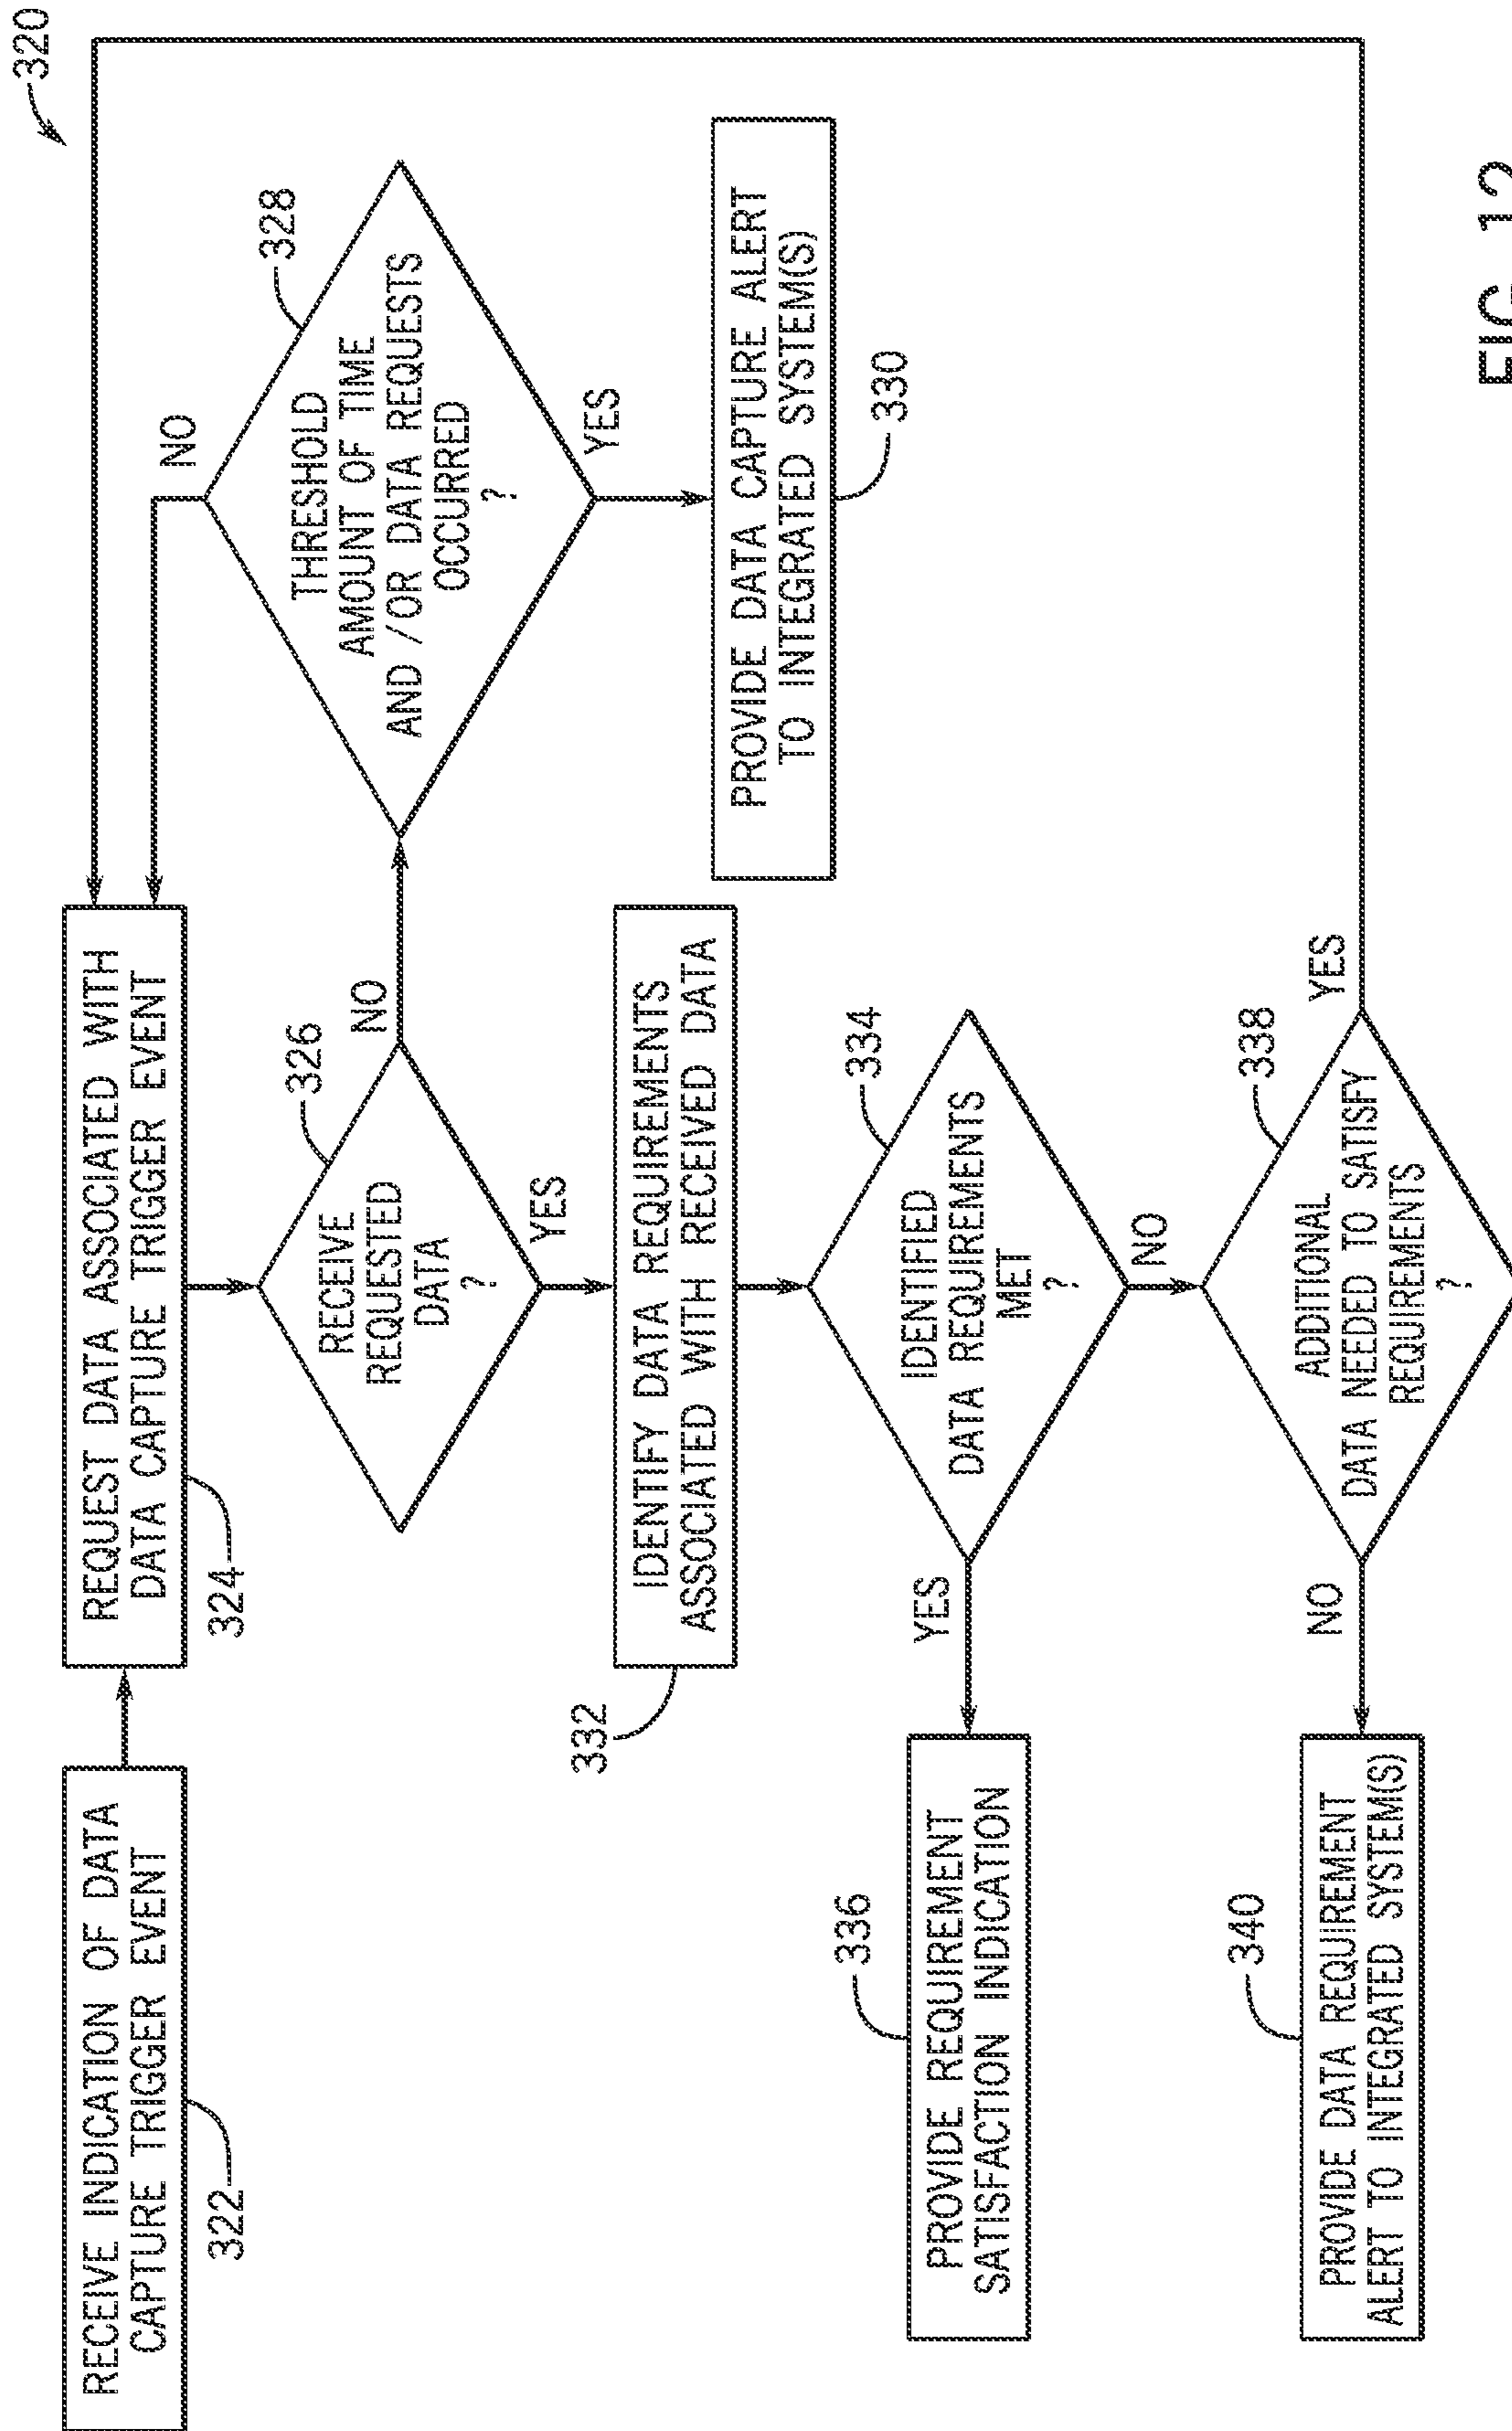 320
RECEIVE INDICATION OF DATA
CAPTURE TRIGGER EVENT
322
REQUEST DATA ASSOCIATED WITH
DATA CAPTURE TRIGGER EVENT
324
RECEIVE
REQUESTED
DATA
?
326
NO
YES
THRESHOLD
AMOUNT OF TIME
AND /OR DATA REQUESTS
OCCURRED
?
328
NO
YES
PROVIDE DATA CAPTURE ALERT
TO INTEGRATED SYSTEM(S)
330
IDENTIFY DATA REQUIREMENTS
ASSOCIATED WITH RECEIVED DATA
332
IDENTIFIED
DATA REQUIREMENTS
MET
?
334
YES
NO
PROVIDE REQUIREMENT
SATISFACTION INDICATION
336
ADDITIONAL
DATA NEEDED TO SATISFY
REQUIREMENTS
?
338
YES
NO
PROVIDE DATA REQUIREMENT
ALERT TO INTEGRATED SYSTEM(S)
340
FIG. 12